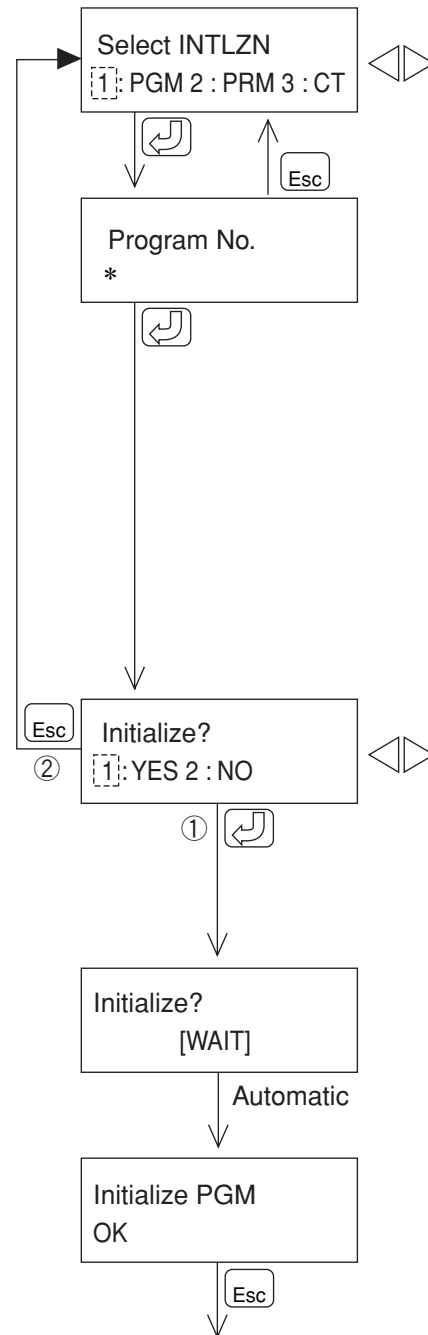 Select INTLZN
1 : PGM 2 : PRM 3 : CT
Esc
Program No.
*
Esc
Initialize?
1 : YES 2 : NO
②
①
Initialize?
[WAIT]
Automatic
Initialize PGM
OK
Esc